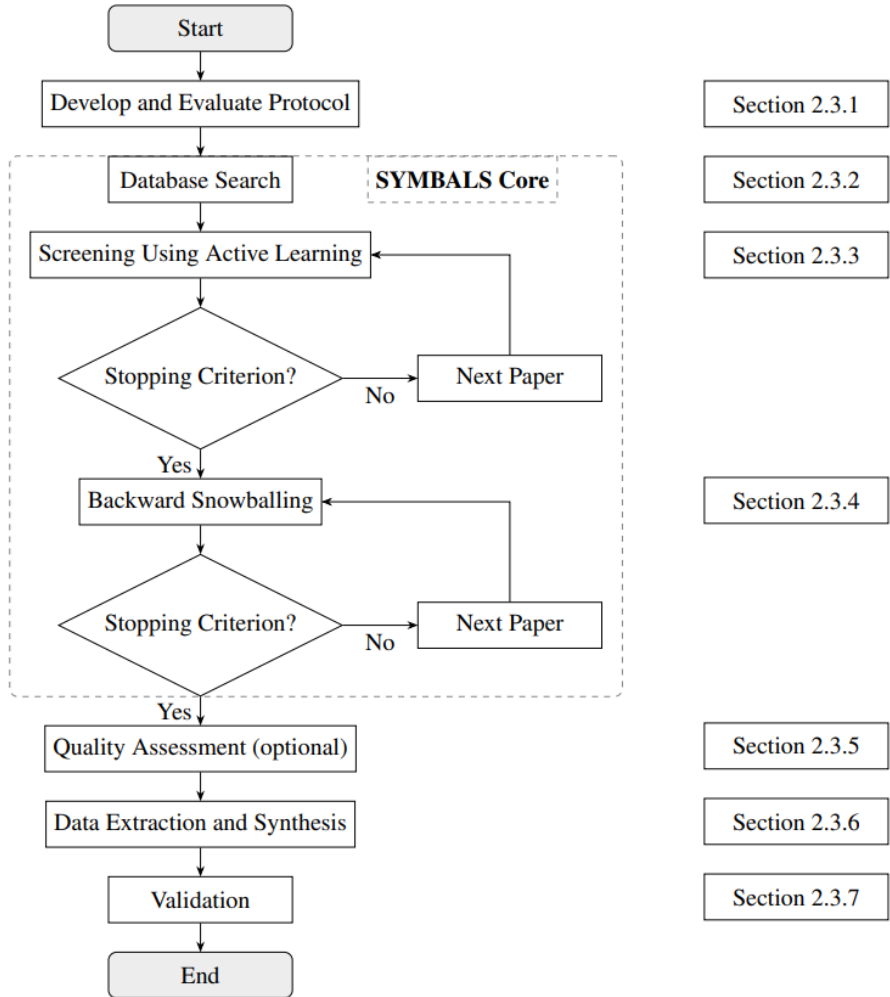 Start
Develop and Evaluate Protocol
Section 2.3.1
Database Search
SYMBALS Core
Section 2.3.2
Screening Using Active Learning
Section 2.3.3
Stopping Criterion?
No
Next Paper
Yes
Backward Snowballing
Section 2.3.4
Stopping Criterion?
No
Next Paper
Yes
Quality Assessment (optional)
Section 2.3.5
Data Extraction and Synthesis
Section 2.3.6
Validation
Section 2.3.7
End